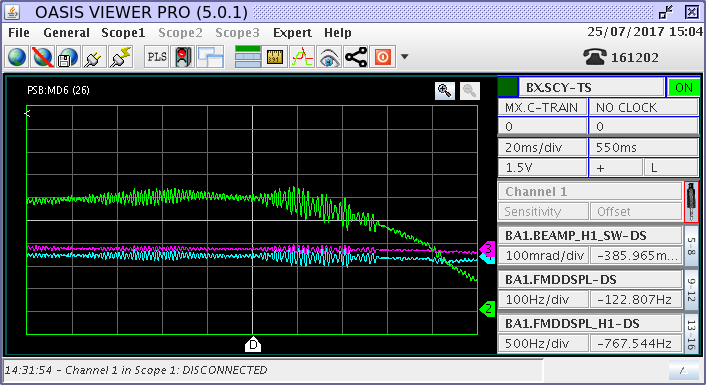 OASIS VIEWER PRO (5.0.1)
File General Scope1 Scope2 Scope3 Expert Help
25/07/2017 15:04
PLS
161202
PSB:MD6 (26)
BX.SCY-TS ON
MX.C-TRAIN NO CLOCK
0 0
20ms/div 550ms
1.5V + L
Channel 1
Sensitivity Offset
BA1.BEAMP_H1_SW-DS
100mrad/div -385.965m...
5-8
BA1.FMDDSPL-DS
100Hz/div -122.807Hz
9-12
BA1.FMDDSPL_H1-DS
500Hz/div -767.544Hz
13-16
3
2
D
14:31:54 - Channel 1 in Scope 1: DISCONNECTED